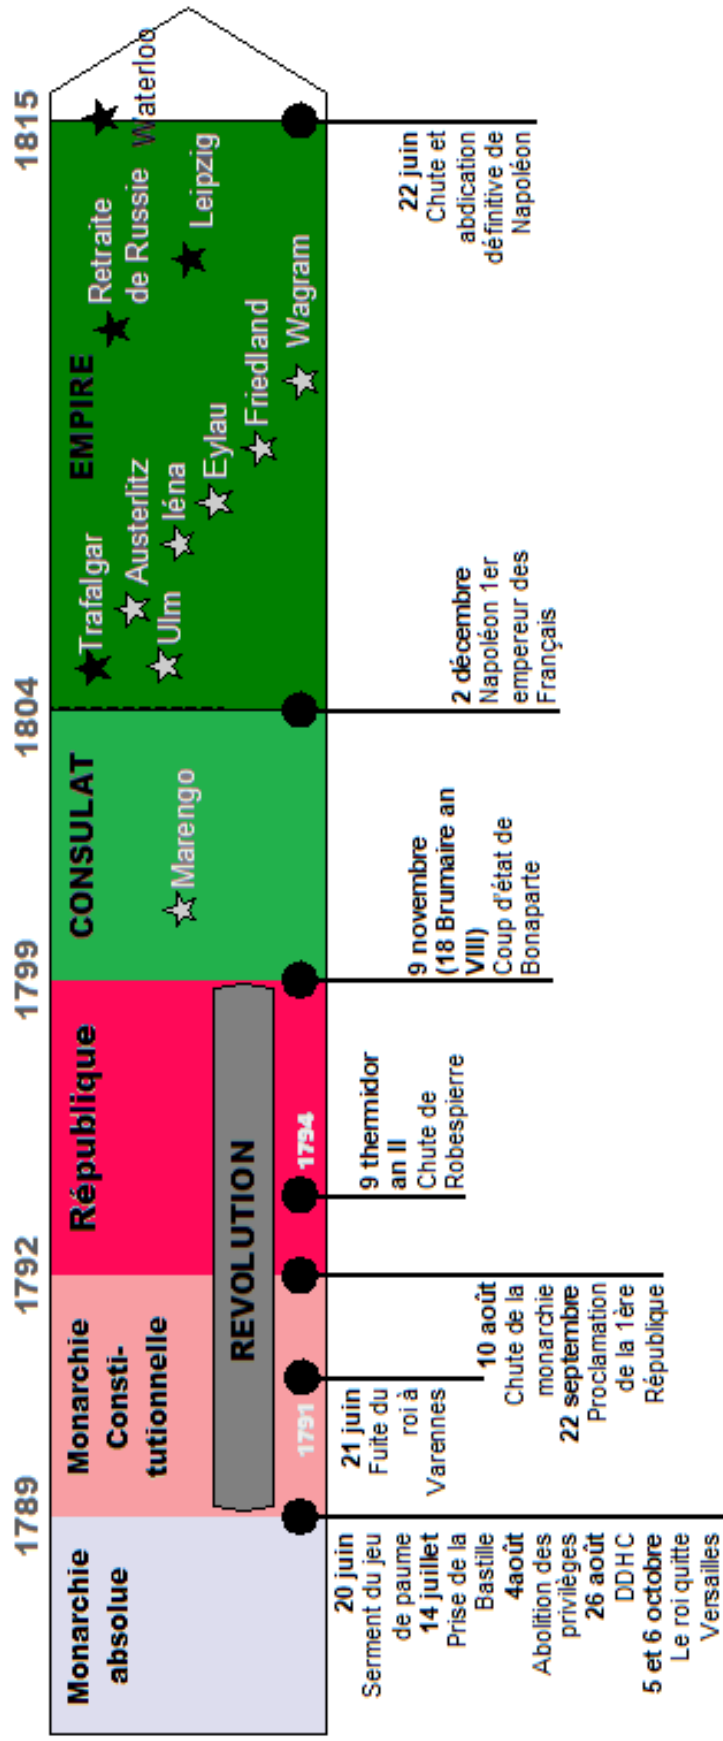 1789
1792
1799
1804
1815
Monarchie
absolue
Monarchie
Consti-
tutionnelle
République
CONSULAT
EMPIRE
REVOLUTION
1791
1794
Marengo
Trafalgar
Ulm
Austerlitz
Iéna
Eylau
Friedland
Wagram
Retraite
de Russie
Leipzig
Waterloo
20 juin
Serment du jeu
de paume
14 juillet
Prise de la
Bastille
4août
Abolition des
privilèges
26 août
DDHC
5 et 6 octobre
Le roi quitte
Versailles
21 juin
Fuite du
roi à
Varennes
10 août
Chute de la
monarchie
22 septembre
Proclamation
de la 1ère
République
9 thermidor
an II
Chute de
Robespierre
9 novembre
(18 Brumaire an
VIII)
Coup d'état de
Bonaparte
2 décembre
Napoléon 1er
empereur des
Français
22 juin
Chute et
abdication
définitive de
Napoléon